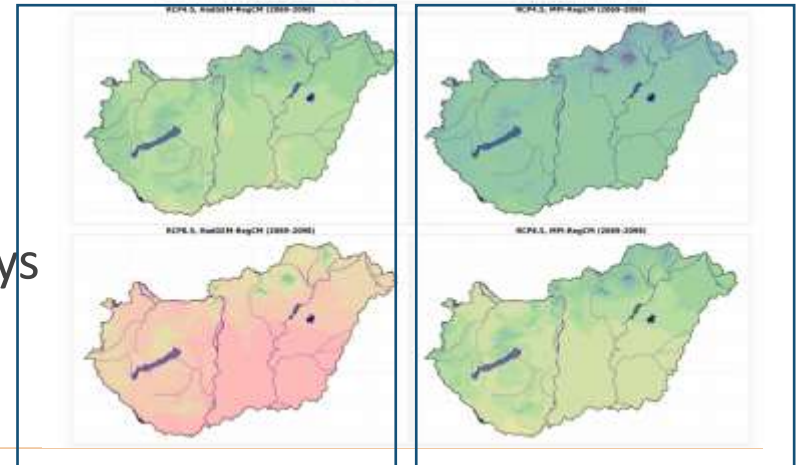 RCP4.5, HadGEM-RegCM (2069-2098)
RCP4.5, MPI-RegCM (2069-2098)
ys
RCP8.5, HadGEM-RegCM (2069-2098)
RCP8.5, MPI-RegCM (2069-2098)